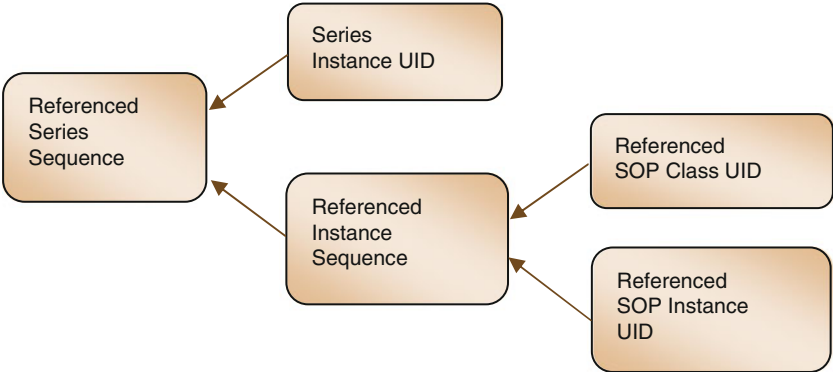 Series
Instance UID
Referenced
Series
Sequence
Referenced
SOP Class UID
Referenced
Instance
Sequence
Referenced
SOP Instance
UID